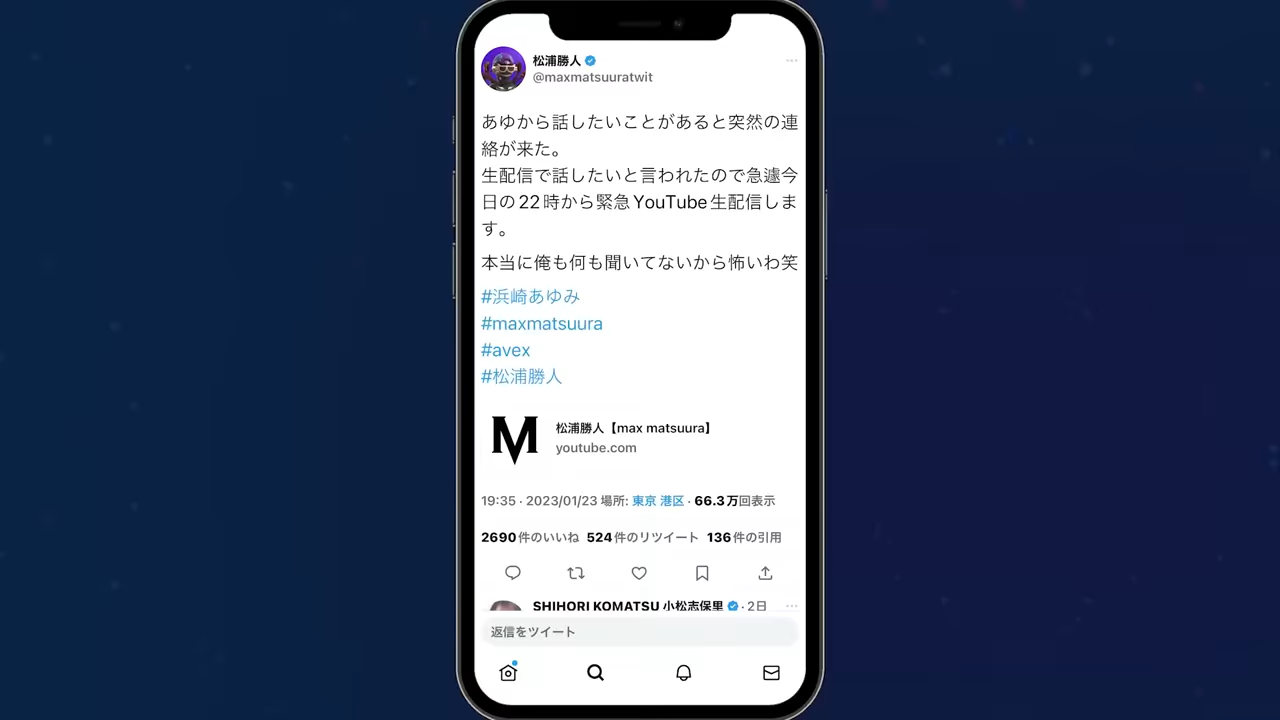 松浦勝人
@maxmatsuuratwit
あゆから話したいことがあると突然の連
絡が来た。
生配信で話したいと言われたので急遽今
日の22時から緊急YouTube生配信しま
す。
本当に俺も何も聞いてないから怖いわ笑
#浜崎あゆみ
#maxmatsuura
#avex
#松浦勝人
M
松浦勝人【max matsuura】
youtube.com
19:35 · 2023/01/23 場所: 東京 港区 · 66.3万回表示
2690件のいいね 524件のリツイート 136件の引用
SHIHORI KOMATSU 小松志保里 · 2日
返信をツイート